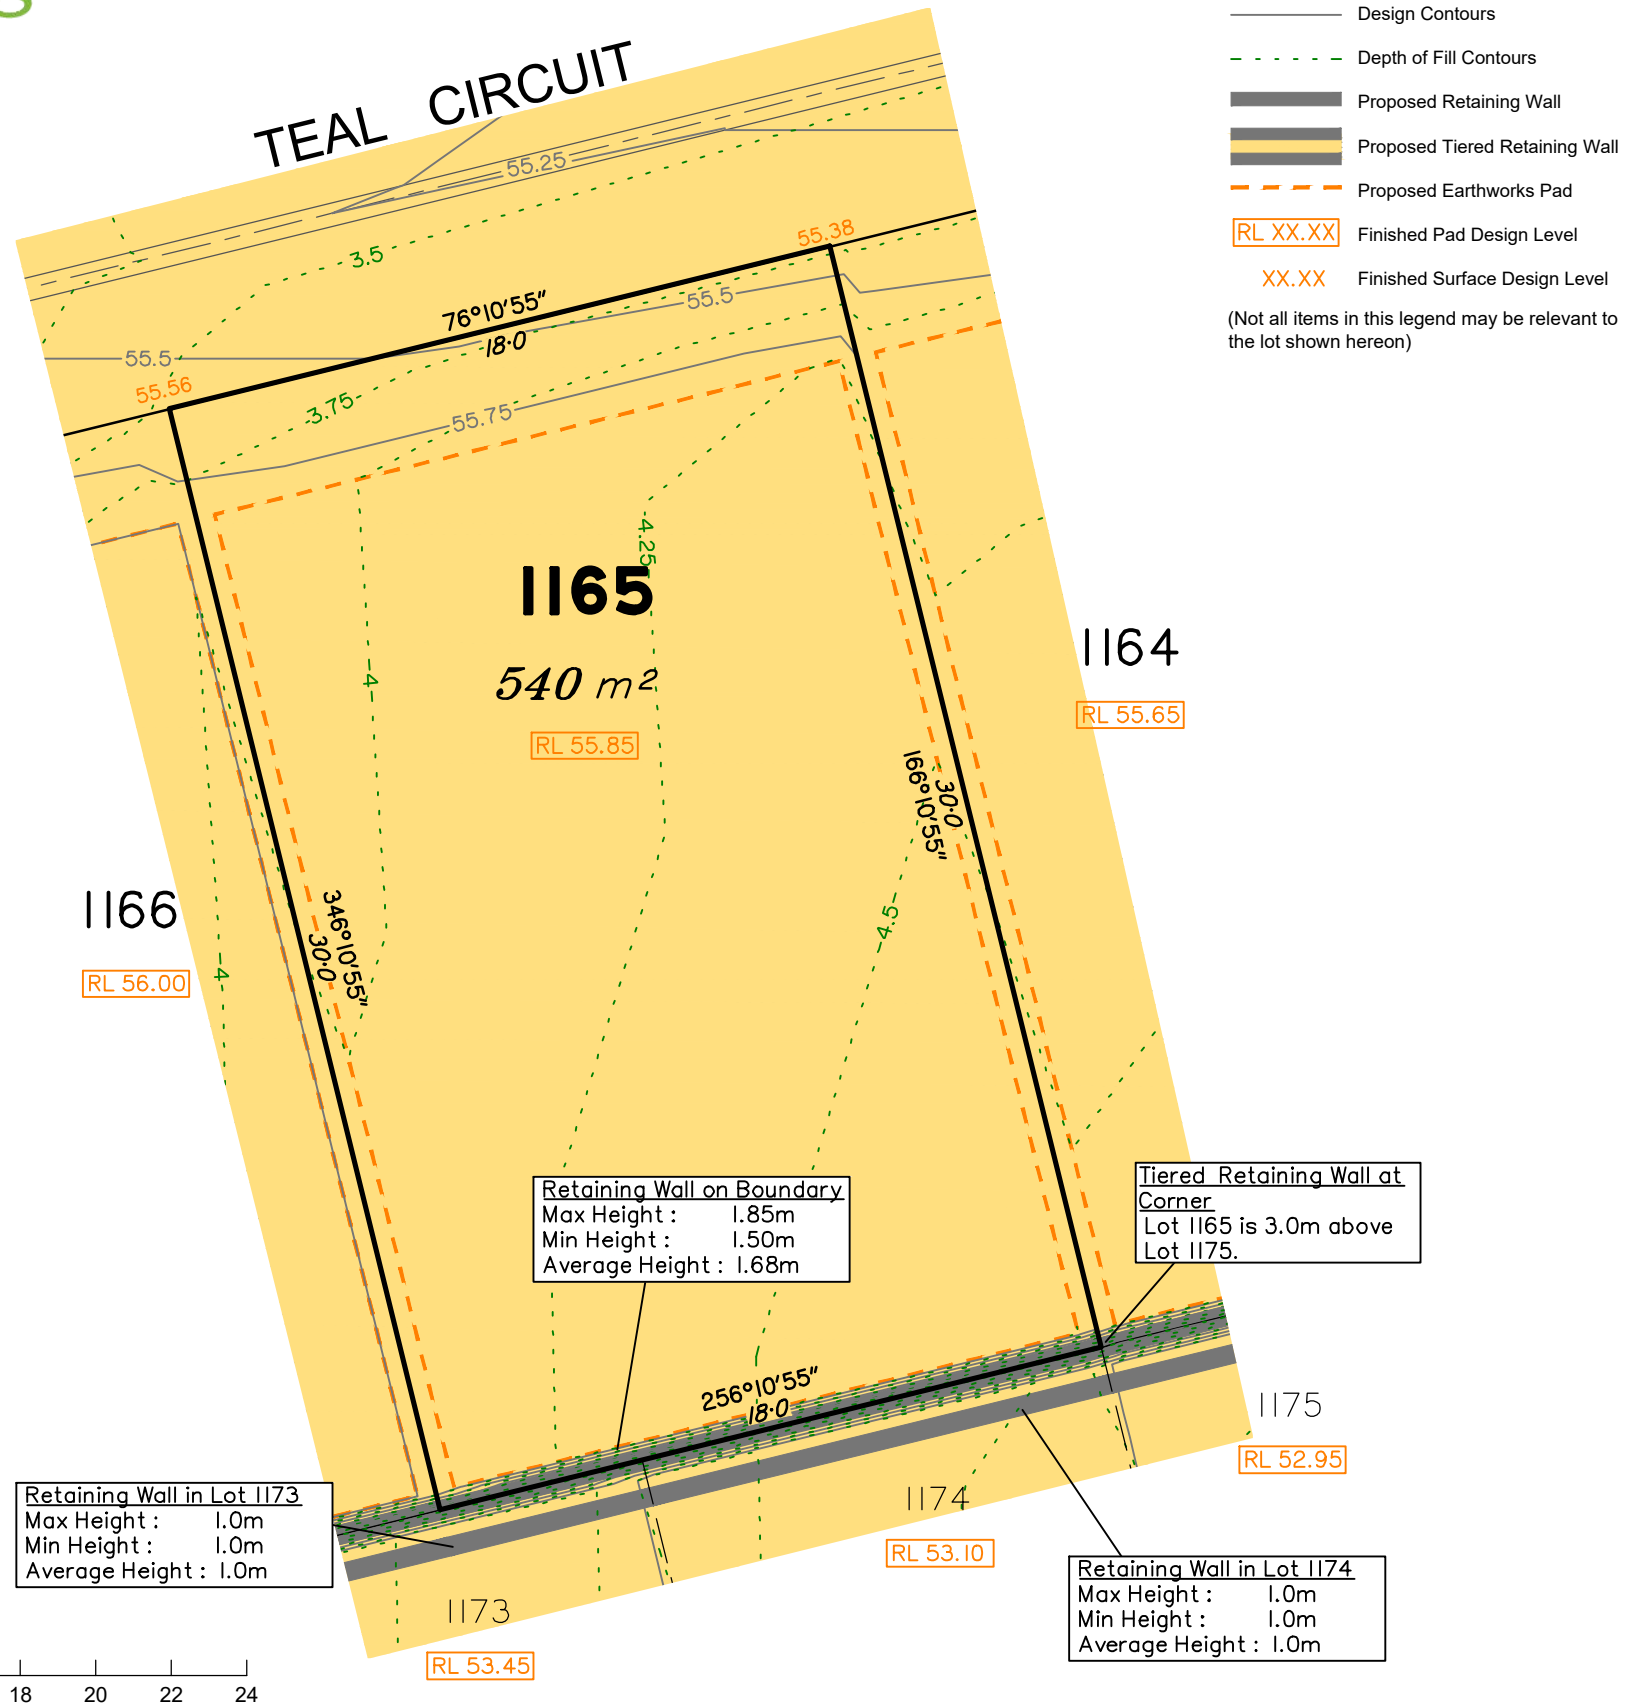 Design Contours
Depth of Fill Contours
Proposed Retaining Wall
Proposed Tiered Retaining Wall
Proposed Earthworks Pad
RL XX.XX Finished Pad Design Level
XX.XX Finished Surface Design Level
(Not all items in this legend may be relevant to
the lot shown hereon)
TEAL CIRCUIT
55.25
3.5
55.38
76°10'55"
18·0
55.5
55.5
55.56
3.75
55.75
4.25
1165
540 m²
RL 55.85
4
1164
RL 55.65
166°10'55"
30·0
1166
RL 56.00
4
346°10'55"
30·0
4.5
Retaining Wall on Boundary
Max Height : 1.85m
Min Height : 1.50m
Average Height : 1.68m
Tiered Retaining Wall at
Corner
Lot 1165 is 3.0m above
Lot 1175.
256°10'55"
18·0
1175
RL 52.95
Retaining Wall in Lot 1173
Max Height : 1.0m
Min Height : 1.0m
Average Height : 1.0m
1174
RL 53.10
Retaining Wall in Lot 1174
Max Height : 1.0m
Min Height : 1.0m
Average Height : 1.0m
1173
RL 53.45
18 20 22 24